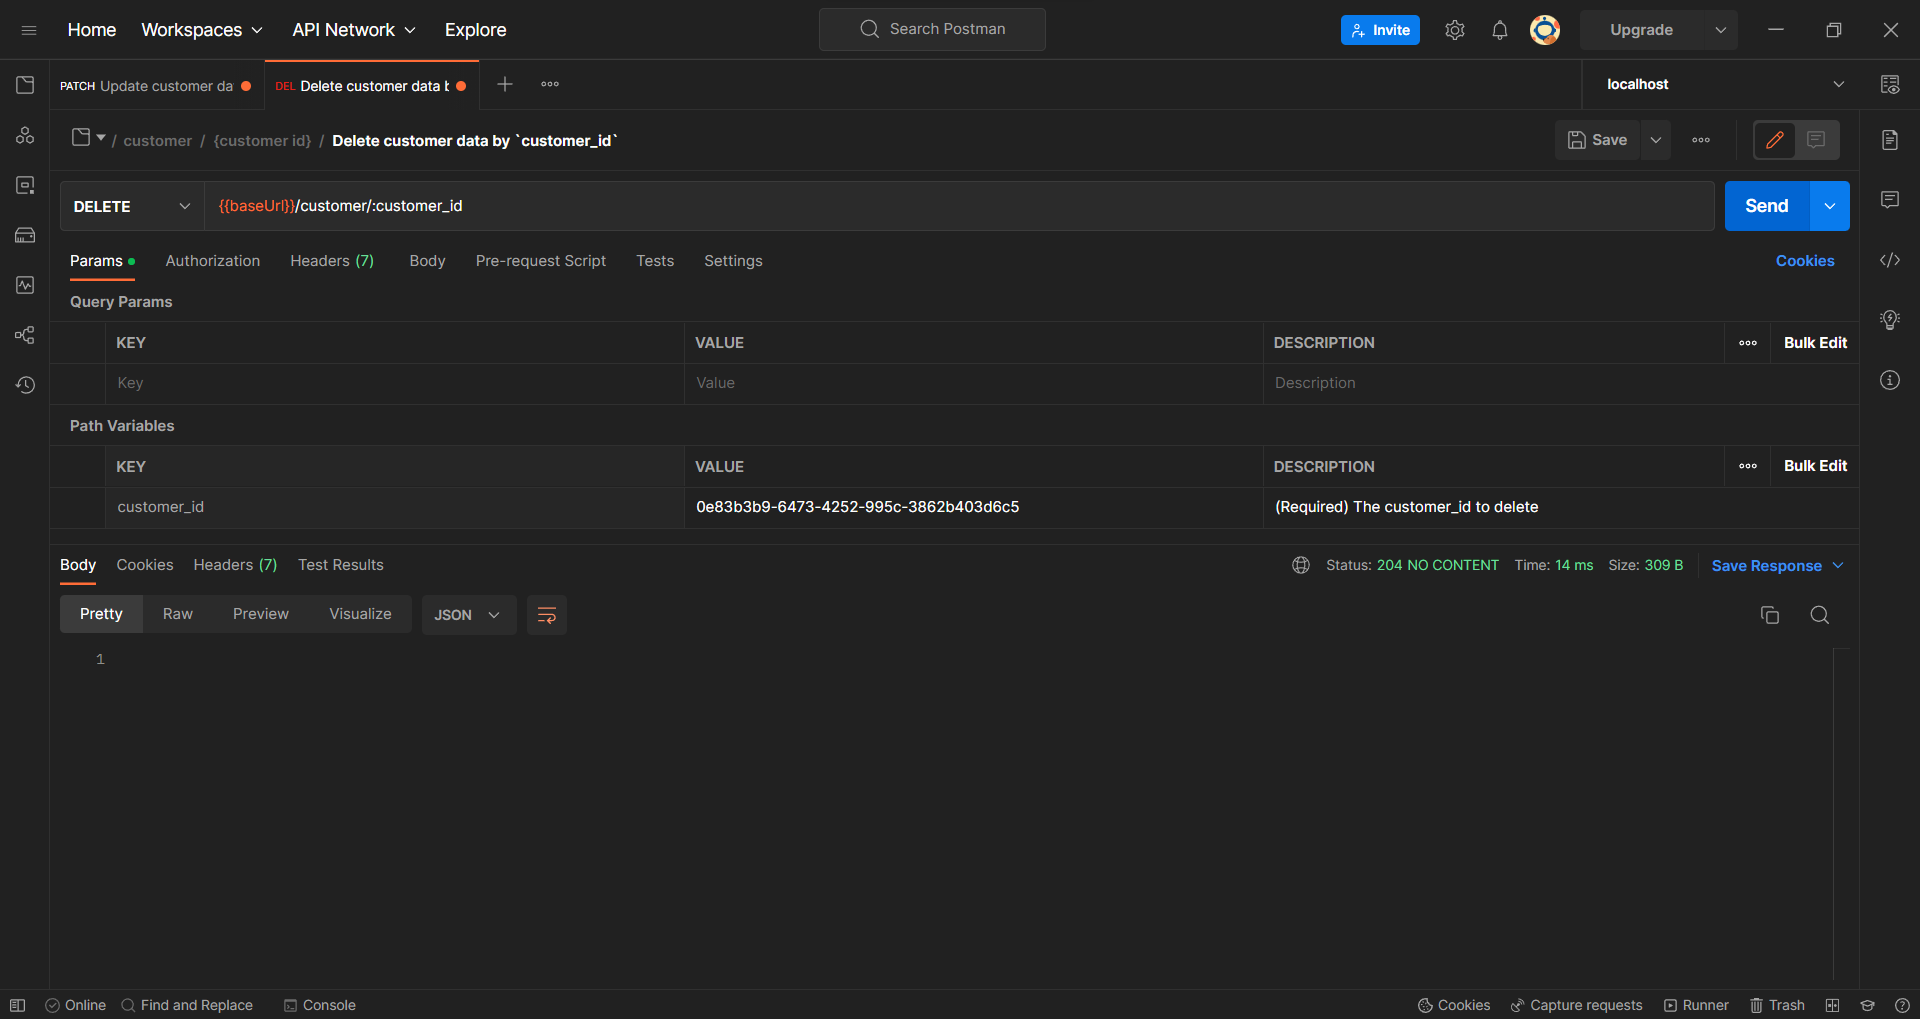 Home Workspaces API Network Explore Search Postman Invite Upgrade
PATCH Update customer da DEL Delete customer data b localhost
/ customer / {customer id} / Delete customer data by `customer_id` Save
DELETE {{baseUrl}}/customer/:customer_id Send
Params Authorization Headers (7) Body Pre-request Script Tests Settings Cookies
Query Params
KEY VALUE DESCRIPTION Bulk Edit
Key Value Description
Path Variables
KEY VALUE DESCRIPTION Bulk Edit
customer_id 0e83b3b9-6473-4252-995c-3862b403d6c5 (Required) The customer_id to delete
Body Cookies Headers (7) Test Results Status: 204 NO CONTENT Time: 14 ms Size: 309 B Save Response
Pretty Raw Preview Visualize JSON
1
Online Find and Replace Console Cookies Capture requests Runner Trash